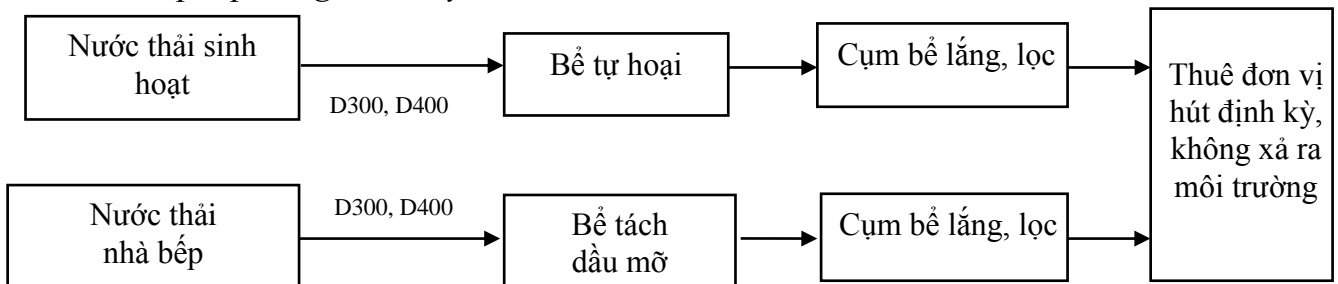 Nước thải sinh
hoạt
D300, D400
Bể tự hoại
Cụm bể lắng, lọc
Thuê đơn vị
hút định kỳ,
không xả ra
môi trường
Nước thải
nhà bếp
D300, D400
Bể tách
dầu mỡ
Cụm bể lắng, lọc